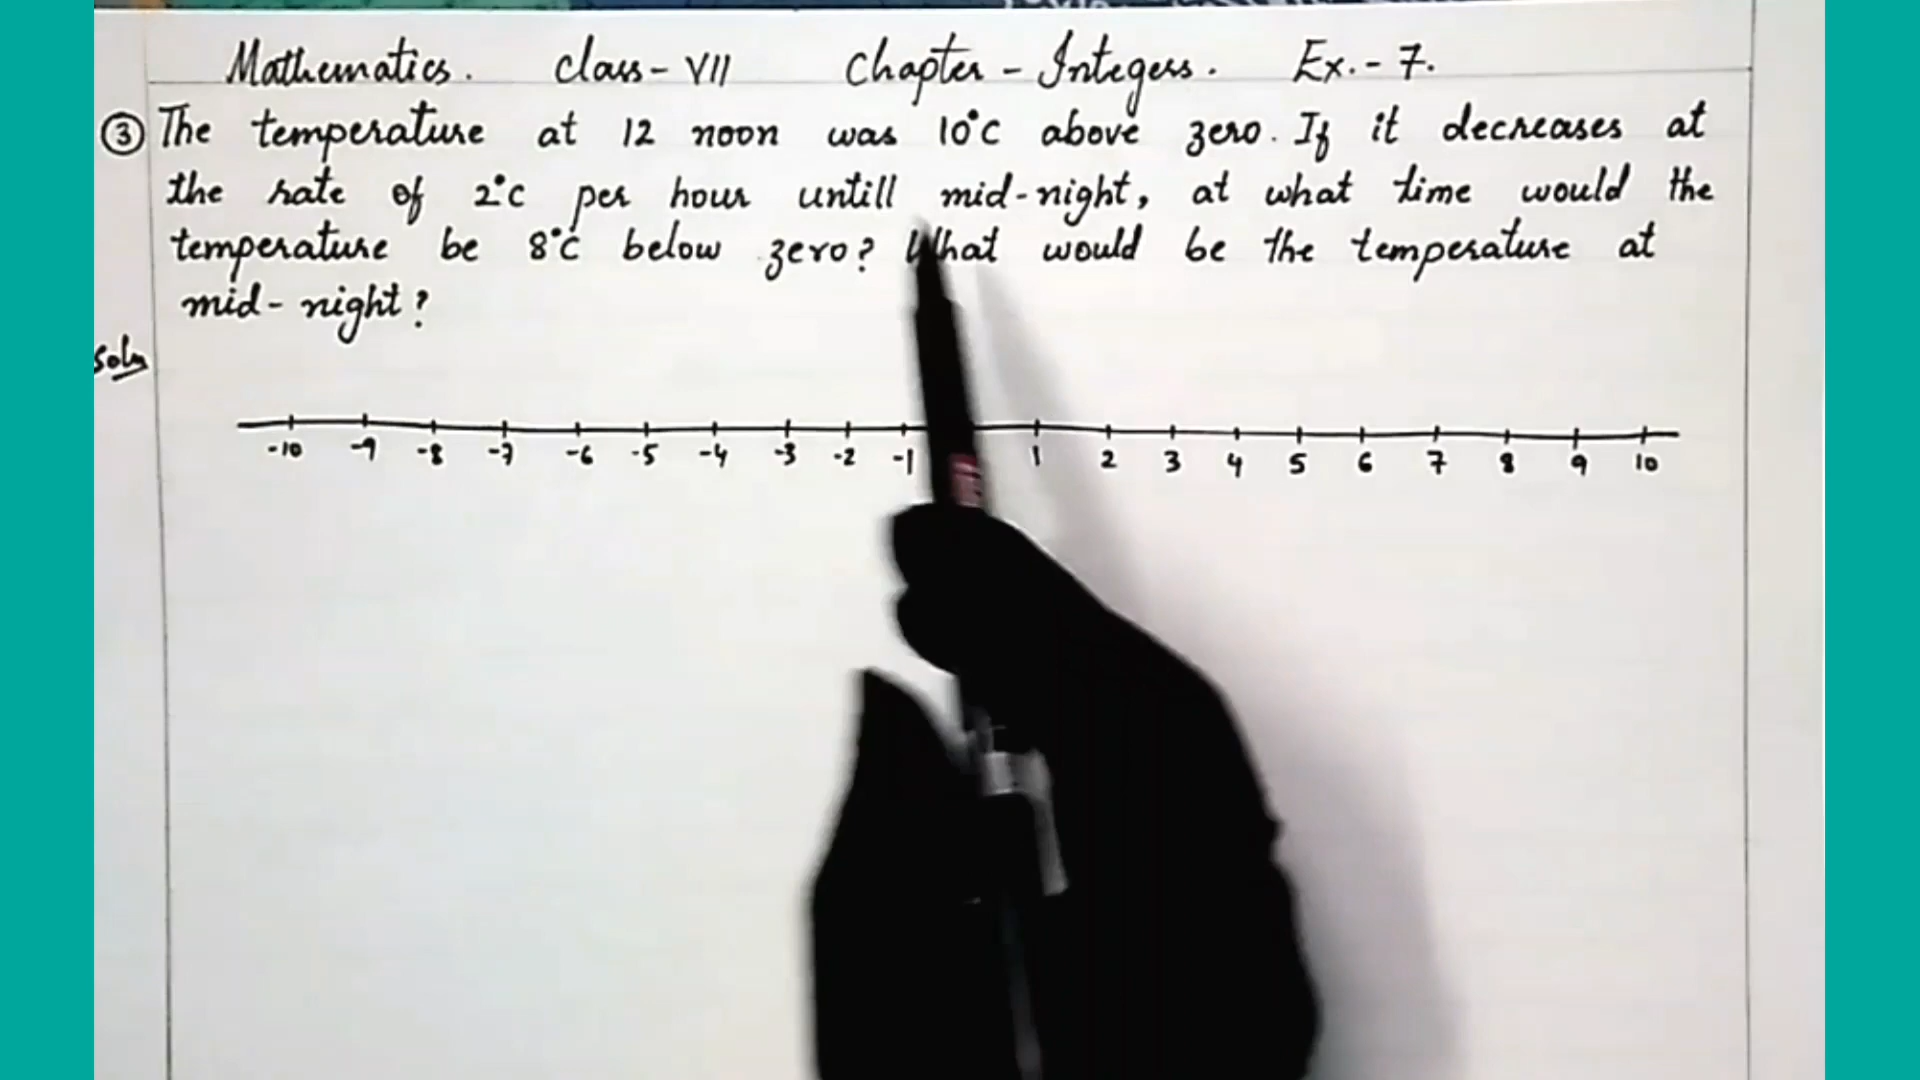 Mathematics. Class-VII Chapter - Integers. Ex.-7.
③ The temperature at 12 noon was 10°C above zero. If it decreases at
the rate of 2°C per hour untill mid-night, at what time would the
temperature be 8°C below zero? What would be the temperature at
mid-night?
Soln
-10 -9 -8 -7 -6 -5 -4 -3 -2 -1 1 2 3 4 5 6 7 8 9 10